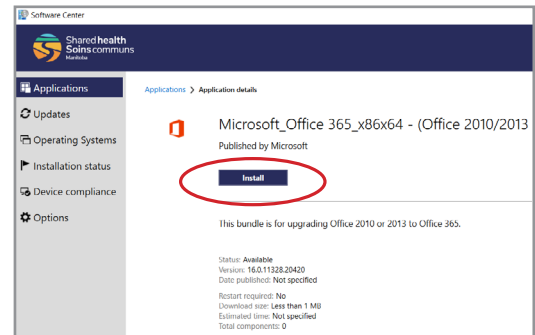 Software Center
Shared health
Soins communs
Manitoba
Applications
Updates
Operating Systems
Installation status
Device compliance
Options
Applications > Application details
Microsoft_Office 365_x86x64 - (Office 2010/2013
Published by Microsoft
Install
This bundle is for upgrading Office 2010 or 2013 to Office 365.
Status: Available
Version: 16.0.11328.20420
Date published: Not specified
Restart required: No
Download size: Less than 1 MB
Estimated time: Not specified
Total components: 0